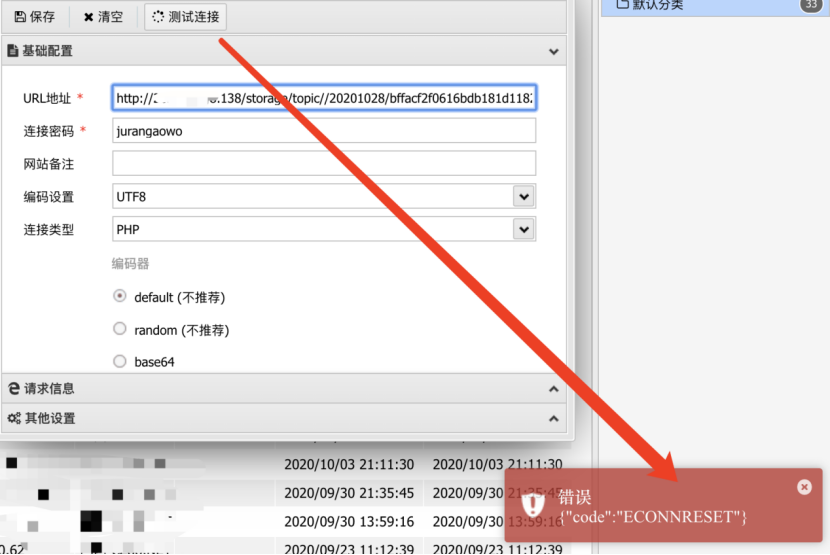 保存 清空 测试连接
默认分类 33
基础配置
URL地址 *
.138/storage/topic//20201028/bffacf2f0616bdb181d118
连接密码 * jurangaowo
网站备注
编码设置 UTF8
连接类型 PHP
编码器
default (不推荐)
random (不推荐)
base64
请求信息
其他设置
2020/10/03 21:11:30 2020/10/03 21:11:30
2020/09/30 21:35:45 2020/09/30 21:35:45
2020/09/30 13:59:16 2020/09/30 13:59:16
2020/09/23 11:12:39 2020/09/23 11:12:39
错误
{"code":"ECONNRESET"}